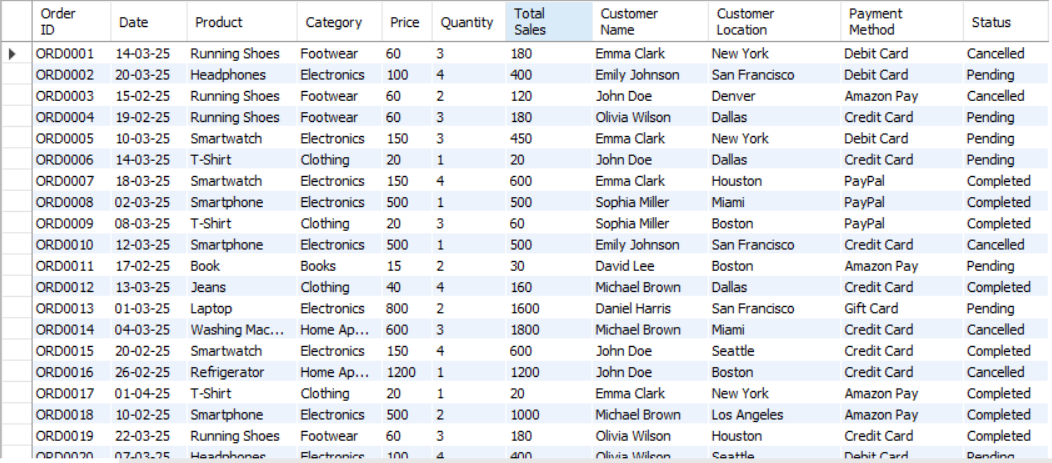 Order ID Date Product Category Price Quantity Total Sales Customer Name Customer Location Payment Method Status
ORD0001 14-03-25 Running Shoes Footwear 60 3 180 Emma Clark New York Debit Card Cancelled
ORD0002 20-03-25 Headphones Electronics 100 4 400 Emily Johnson San Francisco Debit Card Pending
ORD0003 15-02-25 Running Shoes Footwear 60 2 120 John Doe Denver Amazon Pay Cancelled
ORD0004 19-02-25 Running Shoes Footwear 60 3 180 Olivia Wilson Dallas Credit Card Pending
ORD0005 10-03-25 Smartwatch Electronics 150 3 450 Emma Clark New York Debit Card Pending
ORD0006 14-03-25 T-Shirt Clothing 20 1 20 John Doe Dallas Credit Card Pending
ORD0007 18-03-25 Smartwatch Electronics 150 4 600 Emma Clark Houston PayPal Completed
ORD0008 02-03-25 Smartphone Electronics 500 1 500 Sophia Miller Miami PayPal Completed
ORD0009 08-03-25 T-Shirt Clothing 20 3 60 Sophia Miller Boston PayPal Completed
ORD0010 12-03-25 Smartphone Electronics 500 1 500 Emily Johnson San Francisco Credit Card Cancelled
ORD0011 17-02-25 Book Books 15 2 30 David Lee Boston Amazon Pay Pending
ORD0012 13-03-25 Jeans Clothing 40 4 160 Michael Brown Dallas Credit Card Completed
ORD0013 01-03-25 Laptop Electronics 800 2 1600 Daniel Harris San Francisco Gift Card Pending
ORD0014 04-03-25 Washing Mac... Home Ap... 600 3 1800 Michael Brown Miami Credit Card Cancelled
ORD0015 20-02-25 Smartwatch Electronics 150 4 600 John Doe Seattle Credit Card Completed
ORD0016 26-02-25 Refrigerator Home Ap... 1200 1 1200 John Doe Boston Credit Card Cancelled
ORD0017 01-04-25 T-Shirt Clothing 20 1 20 Emma Clark New York Amazon Pay Completed
ORD0018 10-02-25 Smartphone Electronics 500 2 1000 Michael Brown Los Angeles Amazon Pay Completed
ORD0019 22-03-25 Running Shoes Footwear 60 3 180 Olivia Wilson Houston Credit Card Completed
ORD0020 07-03-25 Headphones Electronics 100 4 400 Olivia Wilson Seattle Debit Card Pending